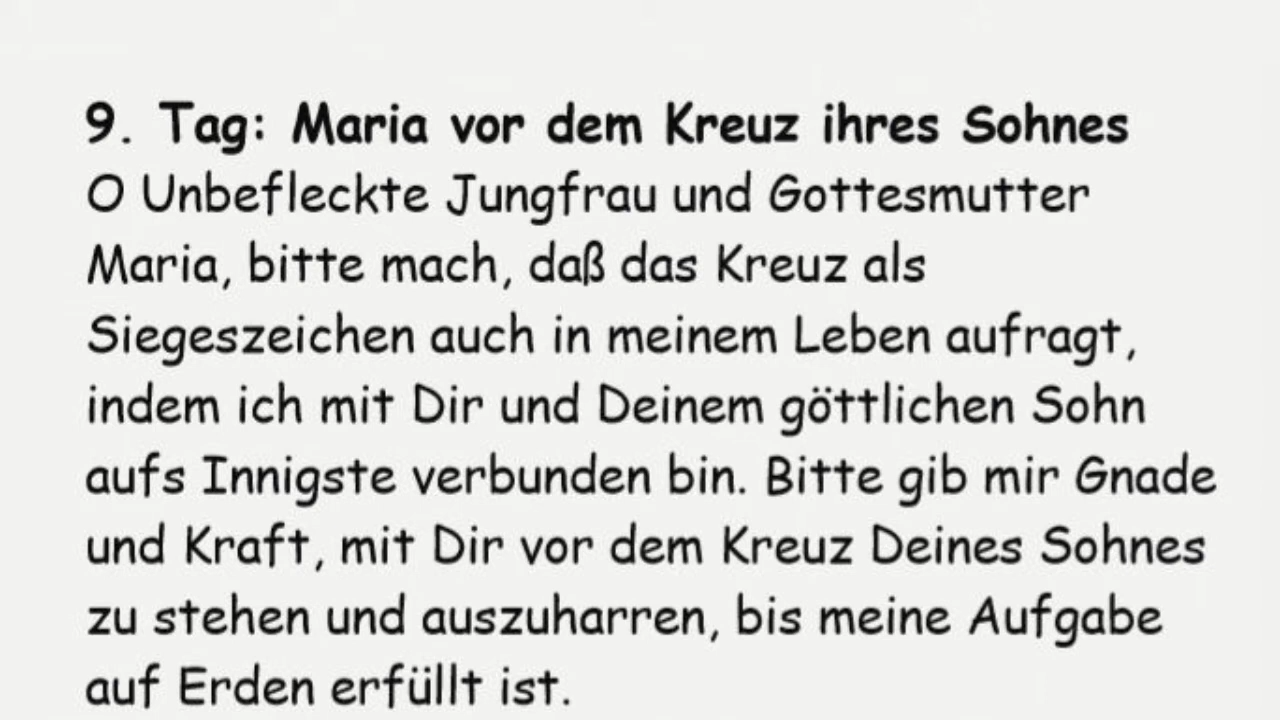 9. Tag: Maria vor dem Kreuz ihres Sohnes
O Unbefleckte Jungfrau und Gottesmutter
Maria, bitte mach, daß das Kreuz als
Siegeszeichen auch in meinem Leben aufragt,
indem ich mit Dir und Deinem göttlichen Sohn
aufs Innigste verbunden bin. Bitte gib mir Gnade
und Kraft, mit Dir vor dem Kreuz Deines Sohnes
zu stehen und auszuharren, bis meine Aufgabe
auf Erden erfüllt ist.